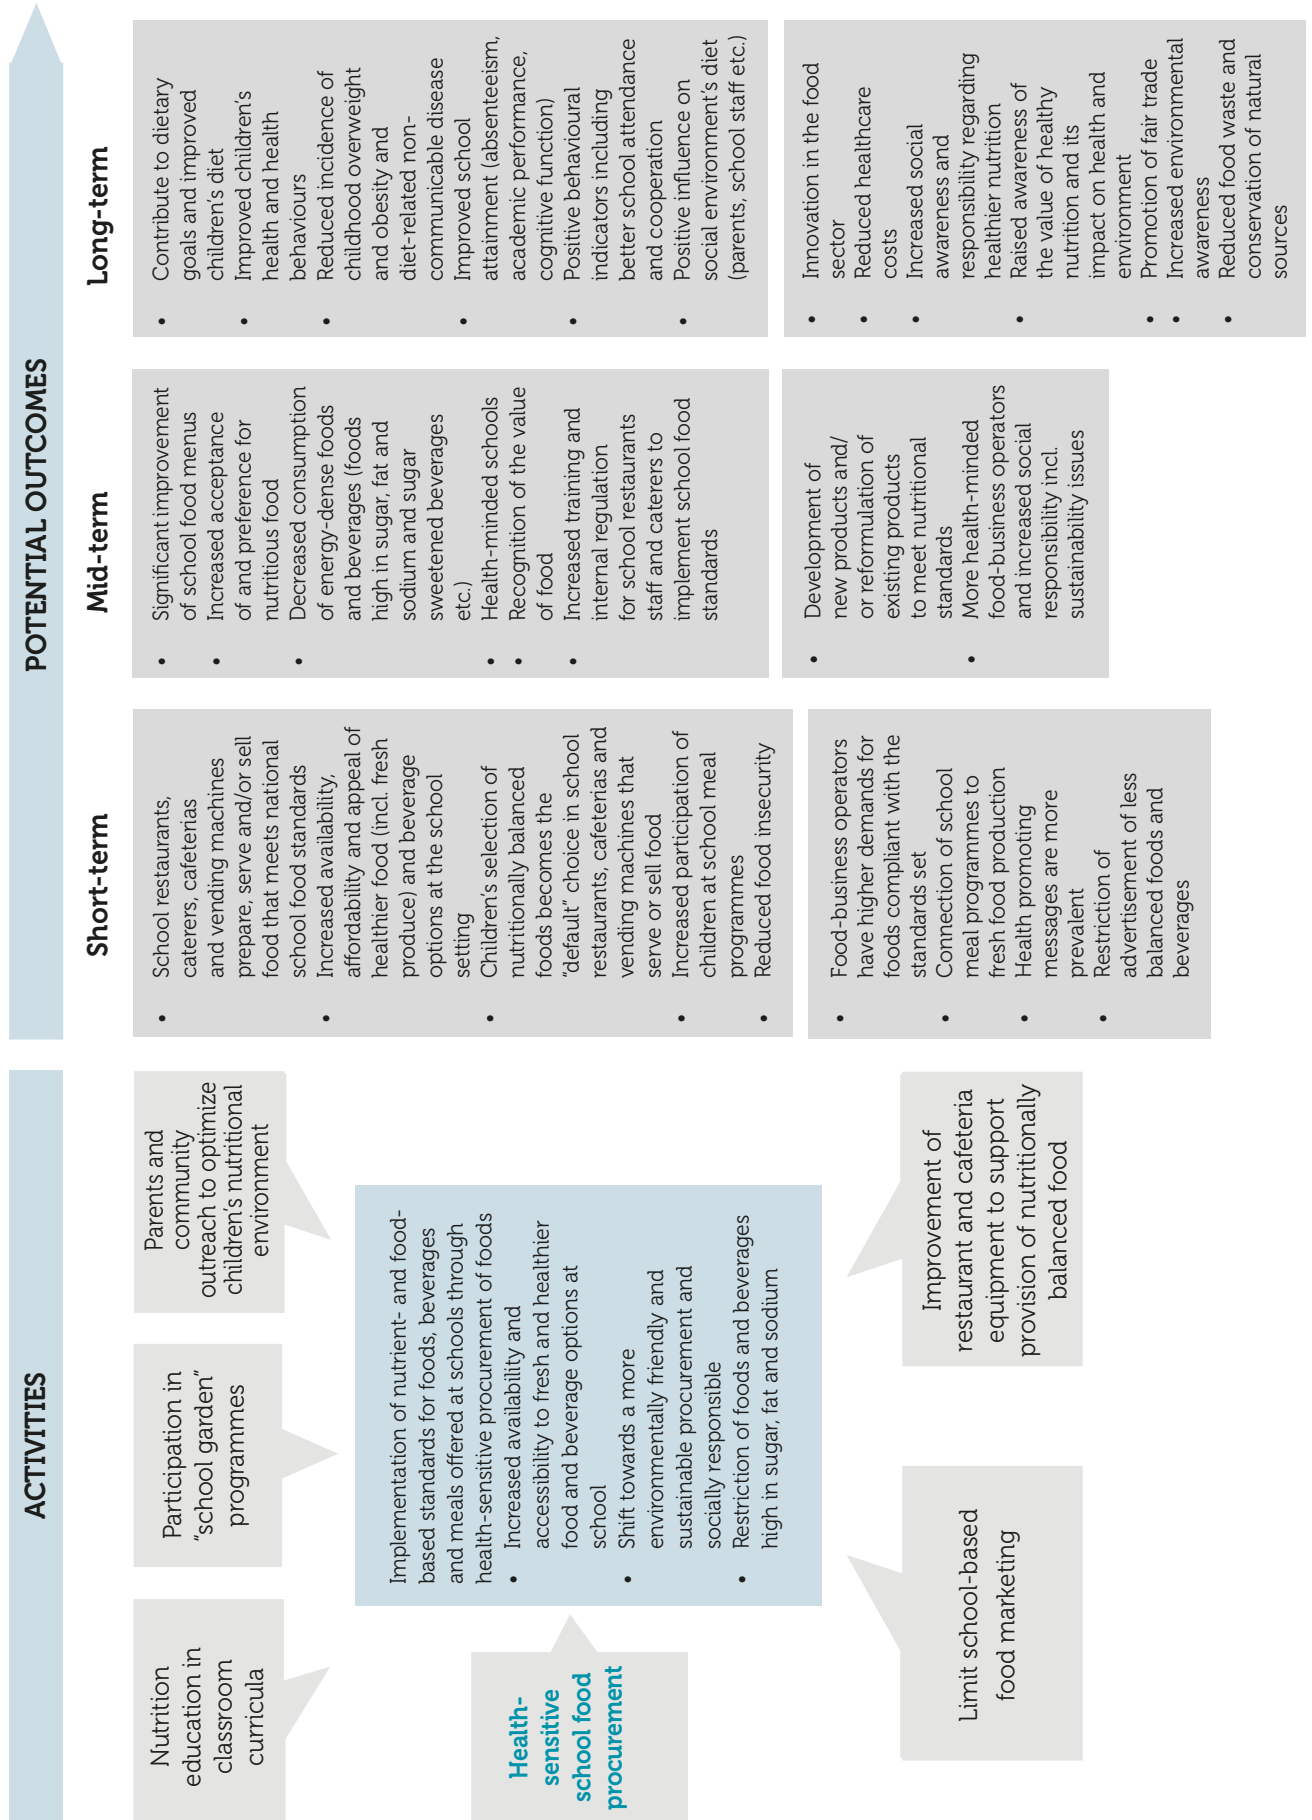 ACTIVITIES
POTENTIAL OUTCOMES
Nutrition
education in
classroom
curricula
Participation in
"school garden"
programmes
Parents and
community
outreach to optimize
children's nutritional
environment
Health-
sensitive
school food
procurement
Implementation of nutrient- and food-
based standards for foods, beverages
and meals offered at schools through
health-sensitive procurement of foods
• Increased availability and
accessibility to fresh and healthier
food and beverage options at
school
• Shift towards a more
environmentally friendly and
sustainable procurement and
socially responsible
• Restriction of foods and beverages
high in sugar, fat and sodium
Limit school-based
food marketing
Improvement of
restaurant and cafeteria
equipment to support
provision of nutritionally
balanced food
Short-term
• School restaurants,
caterers, cafeterias
and vending machines
prepare, serve and/or sell
food that meets national
school food standards
• Increased availability,
affordability and appeal of
healthier food (incl. fresh
produce) and beverage
options at the school
setting
• Children's selection of
nutritionally balanced
foods becomes the
"default" choice in school
restaurants, cafeterias and
vending machines that
serve or sell food
• Increased participation of
children at school meal
programmes
• Reduced food insecurity
• Food-business operators
have higher demands for
foods compliant with the
standards set
• Connection of school
meal programmes to
fresh food production
• Health promoting
messages are more
prevalent
• Restriction of
advertisement of less
balanced foods and
beverages
Mid-term
• Significant improvement
of school food menus
• Increased acceptance
of and preference for
nutritious food
• Decreased consumption
of energy-dense foods
and beverages (foods
high in sugar, fat and
sodium and sugar
sweetened beverages
etc.)
• Health-minded schools
• Recognition of the value
of food
• Increased training and
internal regulation
for school restaurants
staff and caterers to
implement school food
standards
• Development of
new products and/
or reformulation of
existing products
to meet nutritional
standards
• More health-minded
food-business operators
and increased social
responsibility incl.
sustainability issues
Long-term
• Contribute to dietary
goals and improved
children's diet
• Improved children's
health and health
behaviours
• Reduced incidence of
childhood overweight
and obesity and
diet-related non-
communicable disease
• Improved school
attainment (absenteeism,
academic performance,
cognitive function)
• Positive behavioural
indicators including
better school attendance
and cooperation
• Positive influence on
social environment's diet
(parents, school staff etc.)
• Innovation in the food
sector
• Reduced healthcare
costs
• Increased social
awareness and
responsibility regarding
healthier nutrition
• Raised awareness of
the value of healthy
nutrition and its
impact on health and
environment
• Promotion of fair trade
• Increased environmental
awareness
• Reduced food waste and
conservation of natural
sources